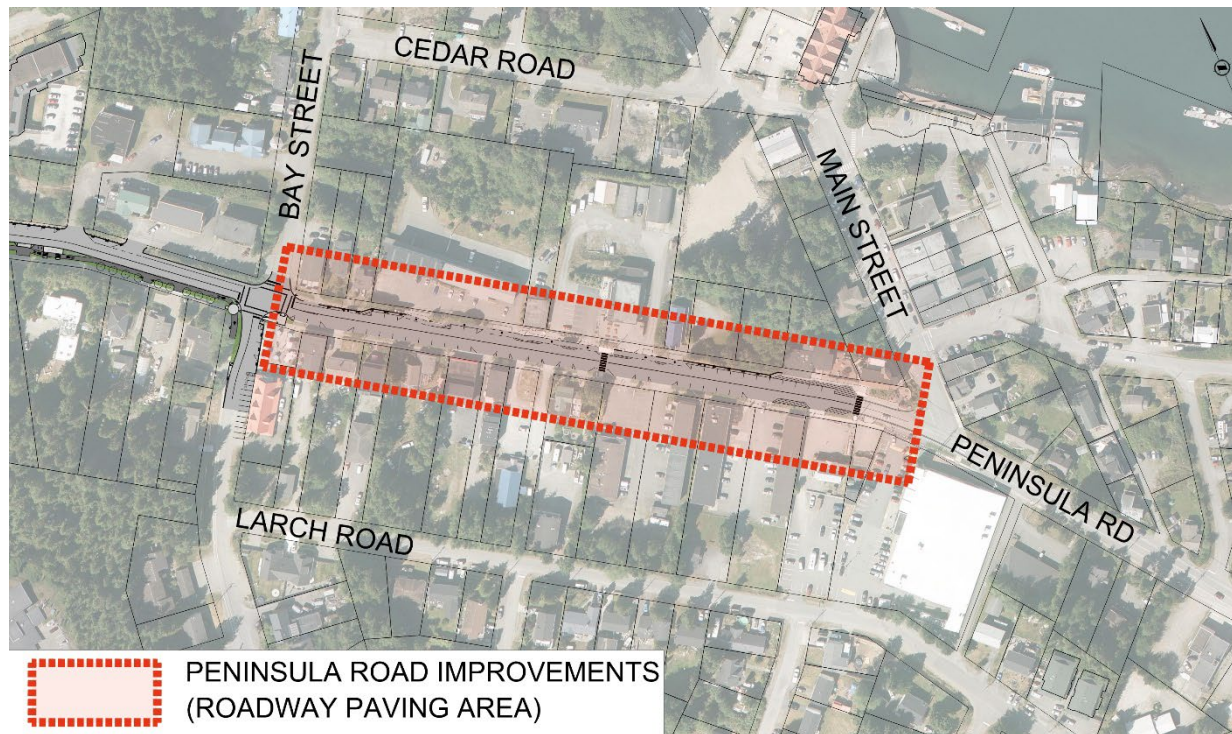 CEDAR ROAD
BAY STREET
MAIN STREET
PENINSULA RD
LARCH ROAD
PENINSULA ROAD IMPROVEMENTS
(ROADWAY PAVING AREA)